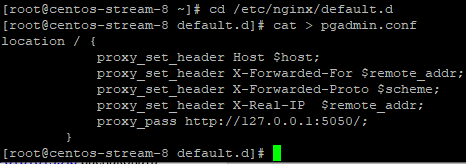 [root@centos-stream-8 ~]# cd /etc/nginx/default.d
[root@centos-stream-8 default.d]# cat > pgadmin.conf
location / {
            proxy_set_header Host $host;
            proxy_set_header X-Forwarded-For $remote_addr;
            proxy_set_header X-Forwarded-Proto $scheme;
            proxy_set_header X-Real-IP  $remote_addr;
            proxy_pass http://127.0.0.1:5050/;
        }
[root@centos-stream-8 default.d]#